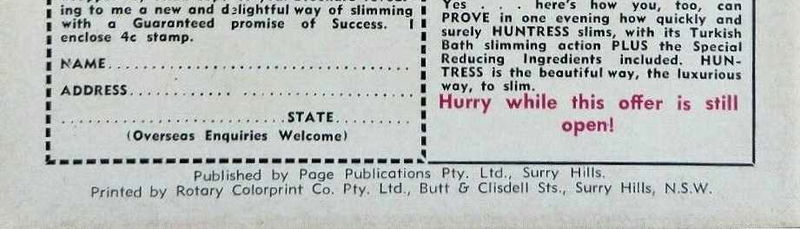 ing to me a new and delightful way of slimming
with a Guaranteed promise of Success. I
enclose 4c stamp.
NAME
ADDRESS
STATE
(Overseas Enquiries Welcome)
Yes . . . here's how you, too, can
PROVE in one evening how quickly and
surely HUNTRESS slims, with its Turkish
Bath slimming action PLUS the Special
Reducing Ingredients included. HUN-
TRESS is the beautiful way, the luxurious
way, to slim.
Hurry while this offer is still
open!
Published by Page Publications Pty. Ltd., Surry Hills.
Printed by Rotary Colorprint Co. Pty. Ltd., Butt & Clisdell Sts., Surry Hills, N.S.W.